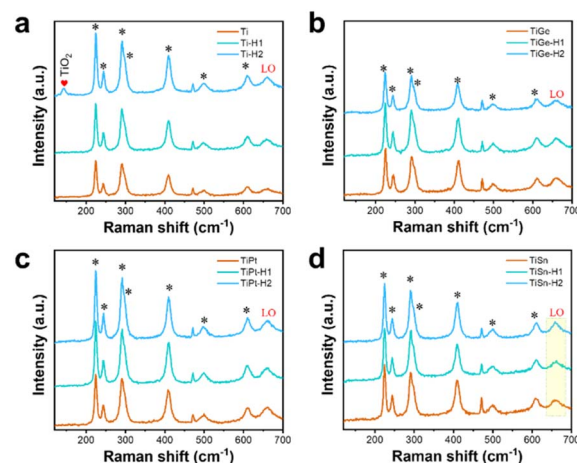 a
* * * * * * *
Ti
Ti-H1
Ti-H2
TiO2
LO
Intensity (a.u.)
200 300 400 500 600 700
Raman shift (cm-1)
b
* * * * * * *
TiGe
TiGe-H1
TiGe-H2
LO
Intensity (a.u.)
200 300 400 500 600 700
Raman shift (cm-1)
c
* * * * * * *
TiPt
TiPt-H1
TiPt-H2
LO
Intensity (a.u.)
200 300 400 500 600 700
Raman shift (cm-1)
d
* * * * * * *
TiSn
TiSn-H1
TiSn-H2
LO
Intensity (a.u.)
200 300 400 500 600 700
Raman shift (cm-1)